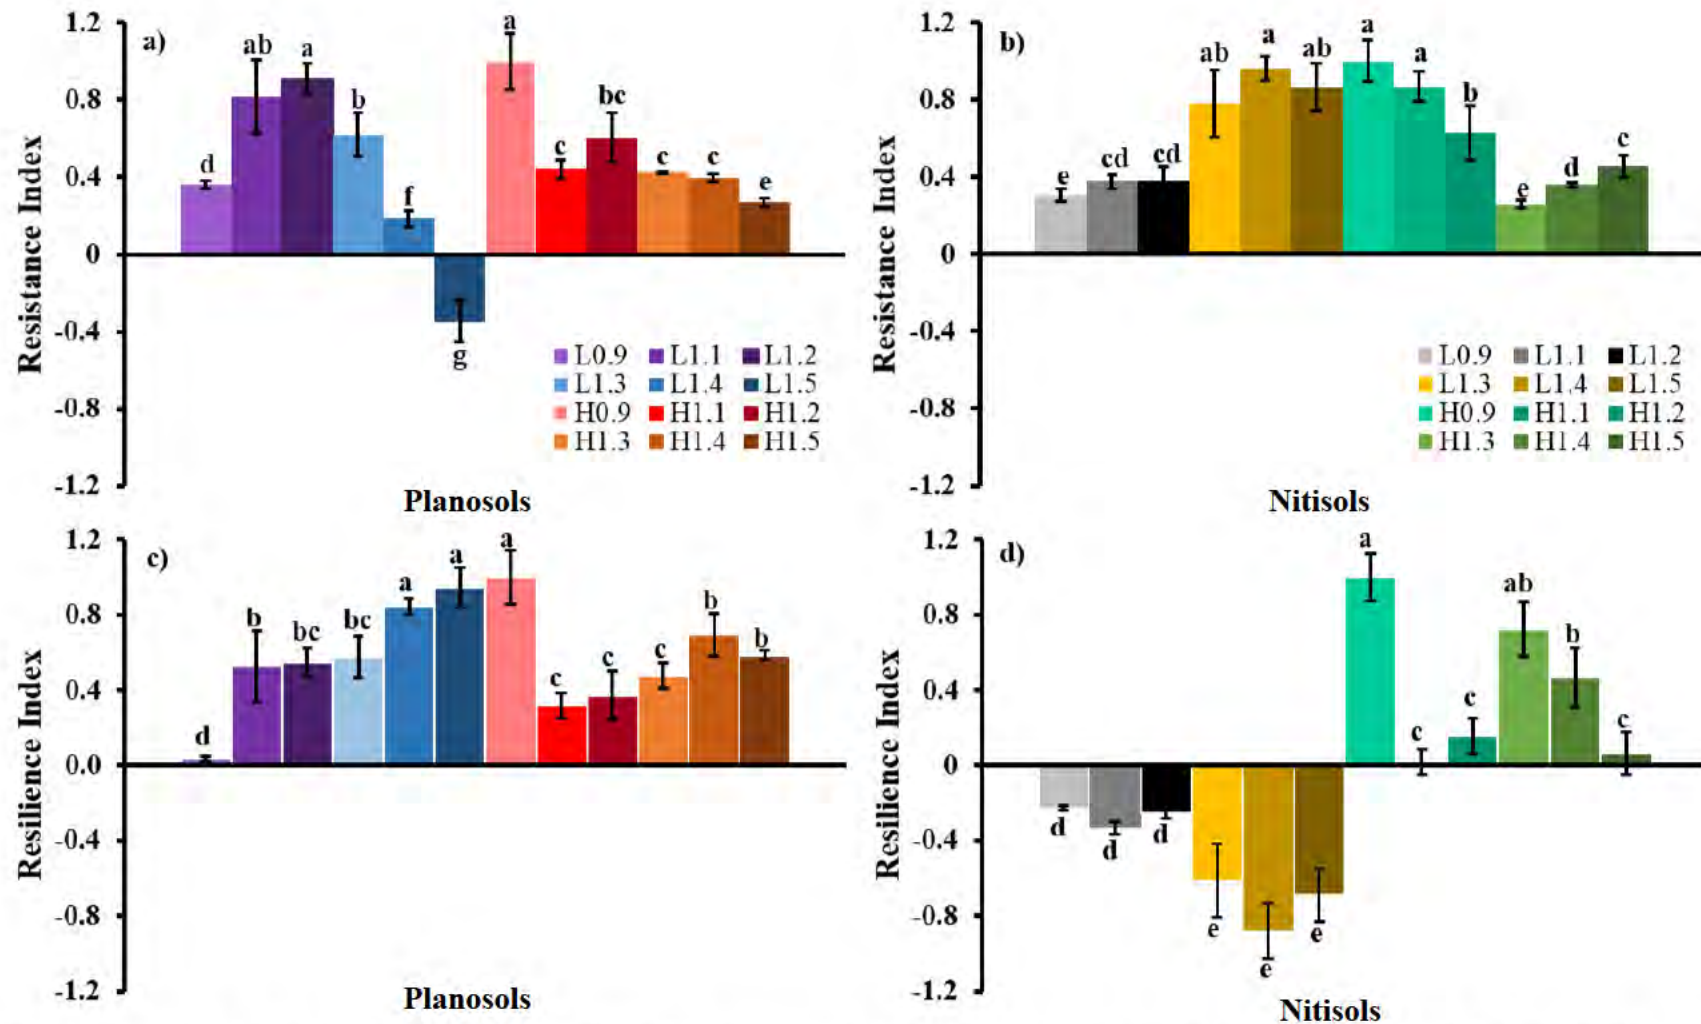 a)
Resistance Index
1.2
0.8
0.4
0
-0.4
-0.8
-1.2
d
ab
a
b
f
g
a
c
bc
c
c
e
L0.9 L1.1 L1.2
L1.3 L1.4 L1.5
H0.9 H1.1 H1.2
H1.3 H1.4 H1.5
Planosols
b)
Resistance Index
1.2
0.8
0.4
0
-0.4
-0.8
-1.2
e
cd
cd
ab
a
ab
a
a
b
e
d
c
L0.9 L1.1 L1.2
L1.3 L1.4 L1.5
H0.9 H1.1 H1.2
H1.3 H1.4 H1.5
Nitisols
c)
Resilience Index
1.2
0.8
0.4
0.0
-0.4
-0.8
-1.2
d
b
bc
bc
a
a
a
c
c
c
b
b
Planosols
d)
Resilience Index
1.2
0.8
0.4
0
-0.4
-0.8
-1.2
d
d
d
e
e
e
a
c
c
ab
b
c
Nitisols